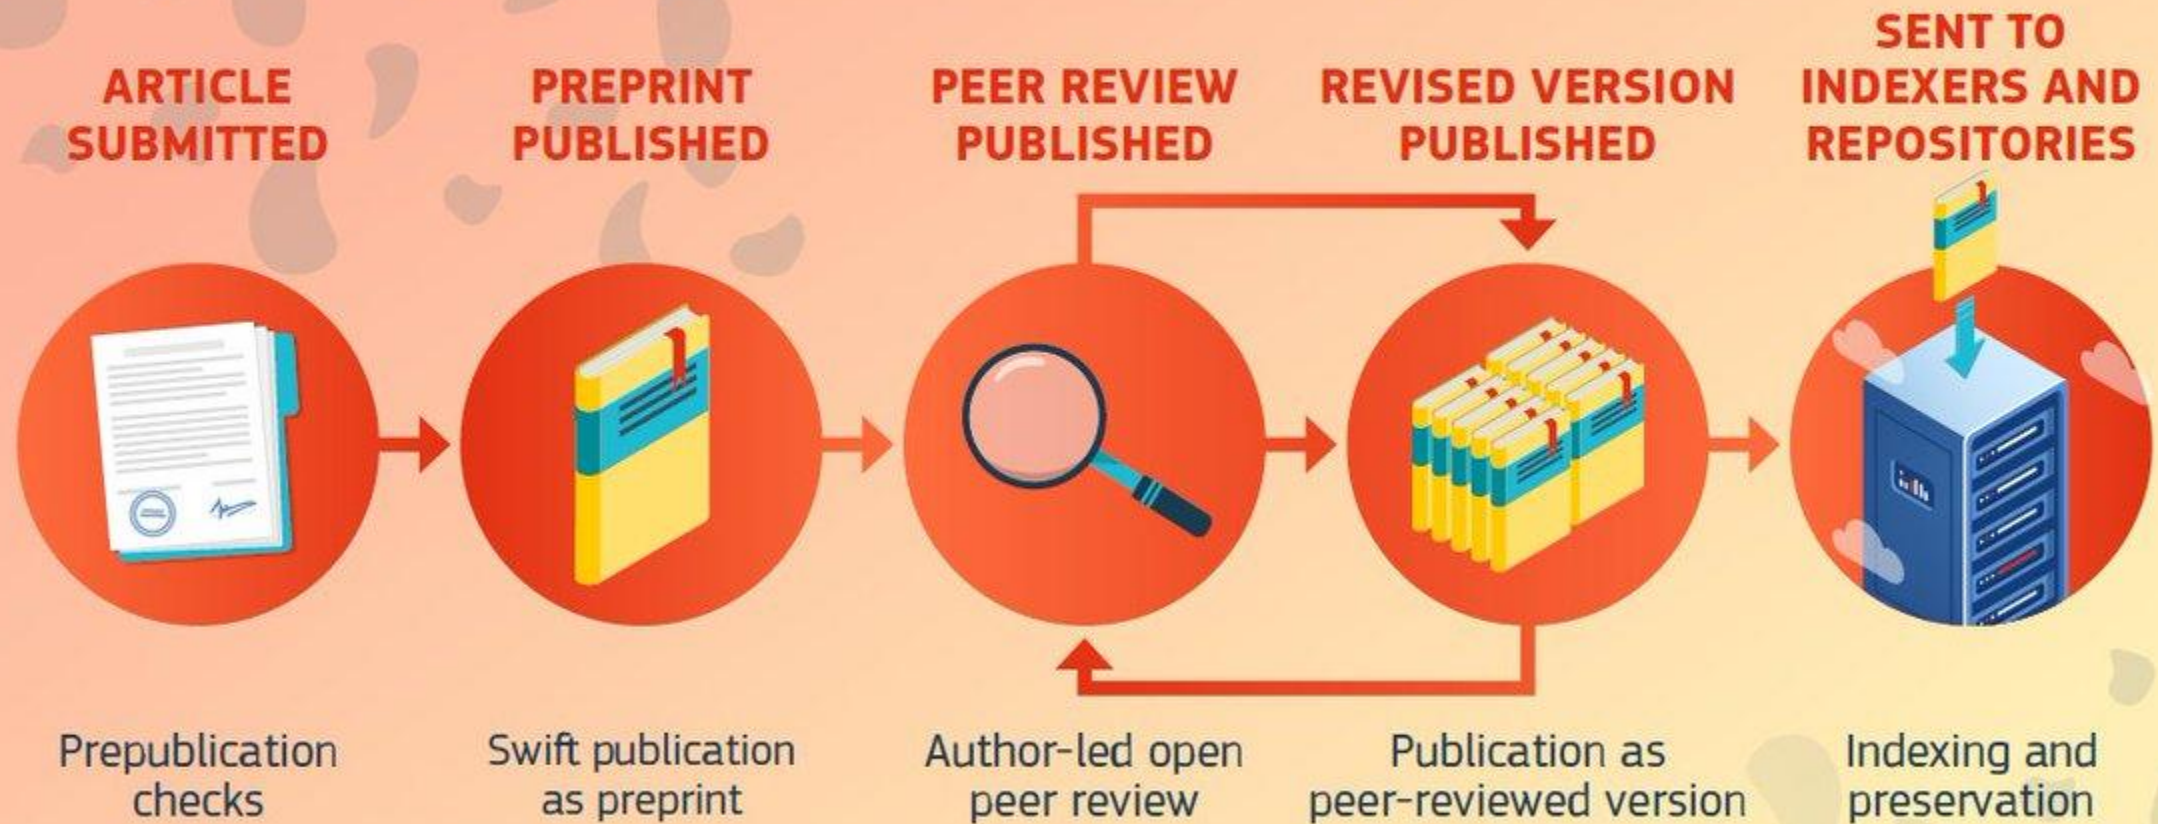 ARTICLE
SUBMITTED
PREPRINT
PUBLISHED
PEER REVIEW
PUBLISHED
REVISED VERSION
PUBLISHED
SENT TO
INDEXERS AND
REPOSITORIES
Prepublication
checks
Swift publication
as preprint
Author-led open
peer review
Publication as
peer-reviewed version
Indexing and
preservation